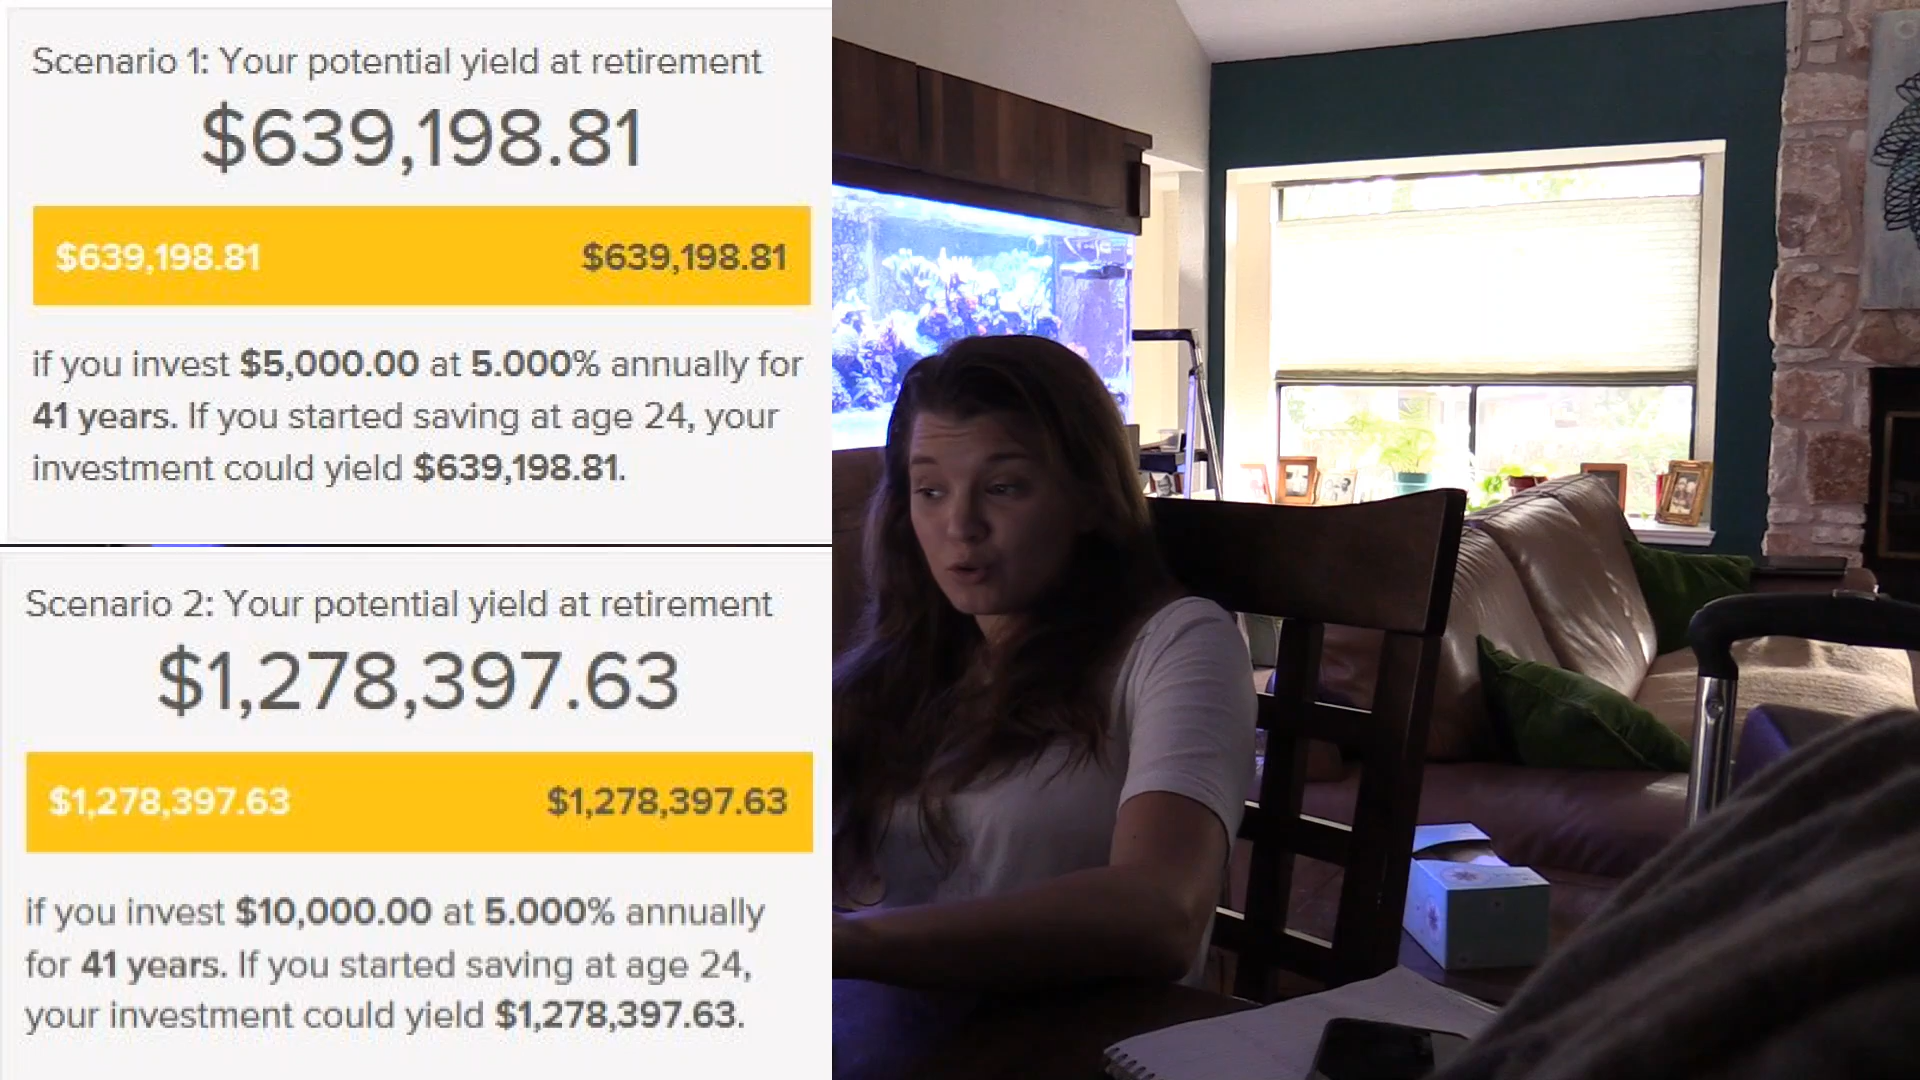 Scenario 1: Your potential yield at retirement
$639,198.81
$639,198.81 $639,198.81
if you invest $5,000.00 at 5.000% annually for
41 years. If you started saving at age 24, your
investment could yield $639,198.81.
Scenario 2: Your potential yield at retirement
$1,278,397.63
$1,278,397.63 $1,278,397.63
if you invest $10,000.00 at 5.000% annually
for 41 years. If you started saving at age 24,
your investment could yield $1,278,397.63.